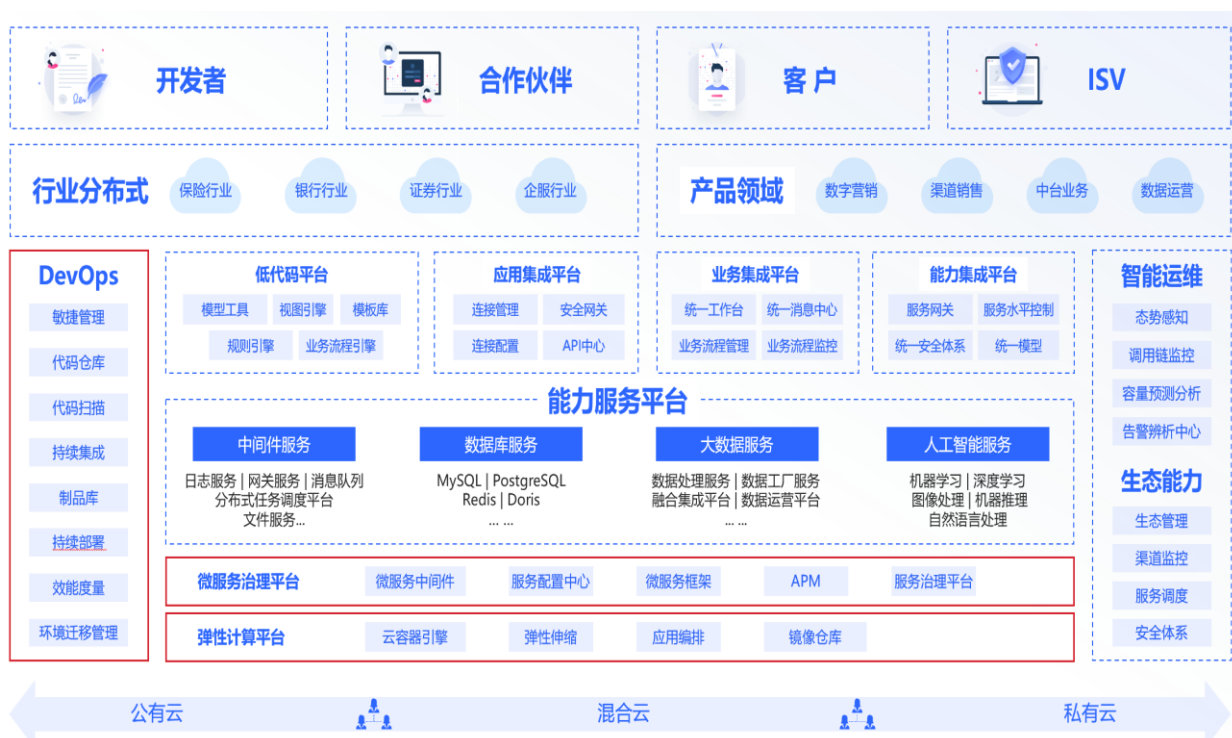 开发者
合作伙伴
客户
ISV
行业分布式
保险行业
银行行业
证券行业
企服行业
产品领域
数字营销
渠道销售
中台业务
数据运营
DevOps
敏捷管理
代码仓库
代码扫描
持续集成
制品库
持续部署
效能度量
环境迁移管理
低代码平台
模型工具
视图引擎
模板库
规则引擎
业务流程引擎
应用集成平台
连接管理
安全网关
连接配置
API中心
业务集成平台
统一工作台
统一消息中心
业务流程管理
业务流程监控
能力集成平台
服务网关
服务水平控制
统一安全体系
统一模型
能力服务平台
中间件服务
日志服务 | 网关服务 | 消息队列
分布式任务调度平台
文件服务...
数据库服务
MySQL | PostgreSQL
Redis | Doris
... ...
大数据服务
数据处理服务 | 数据工厂服务
融合集成平台 | 数据运营平台
... ...
人工智能服务
机器学习 | 深度学习
图像处理 | 机器推理
自然语言处理
微服务治理平台
微服务中间件
服务配置中心
微服务框架
APM
服务治理平台
弹性计算平台
云容器引擎
弹性伸缩
应用编排
镜像仓库
智能运维
态势感知
调用链监控
容量预测分析
告警辨析中心
生态能力
生态管理
渠道监控
服务调度
安全体系
公有云
混合云
私有云